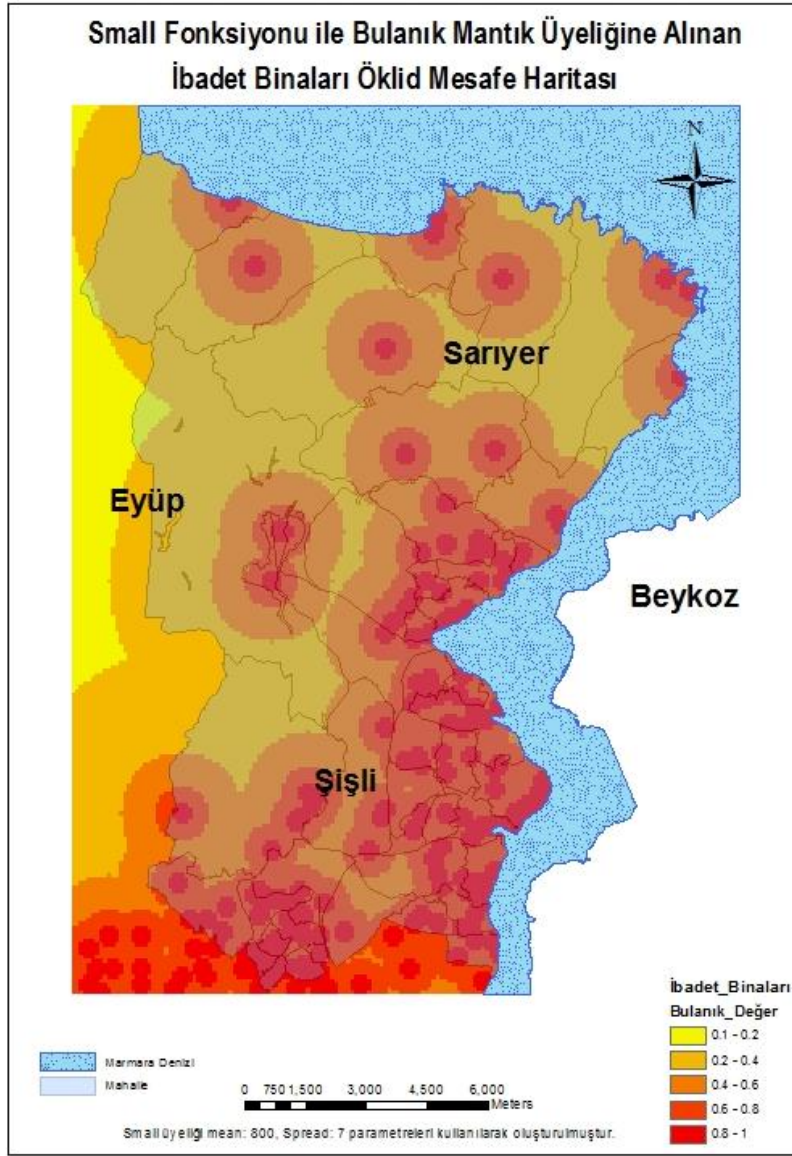 Small Fonksiyonu ile Bulanık Mantık Üyeliğine Alınan
İbadet Binaları Öklid Mesafe Haritası
N
Sarıyer
Eyüp
Beykoz
Şişli
İbadet_Binaları
Bulanık_Değer
0.1 - 0.2
0.2 - 0.4
0.4 - 0.6
0.6 - 0.8
0.8 - 1
Marmara Denizi
Mahalle
0 750 1,500 3,000 4,500 6,000
Meters
Small üyeliği mean: 800, Spread: 7 parametreleri kullanılarak oluşturulmuştur.